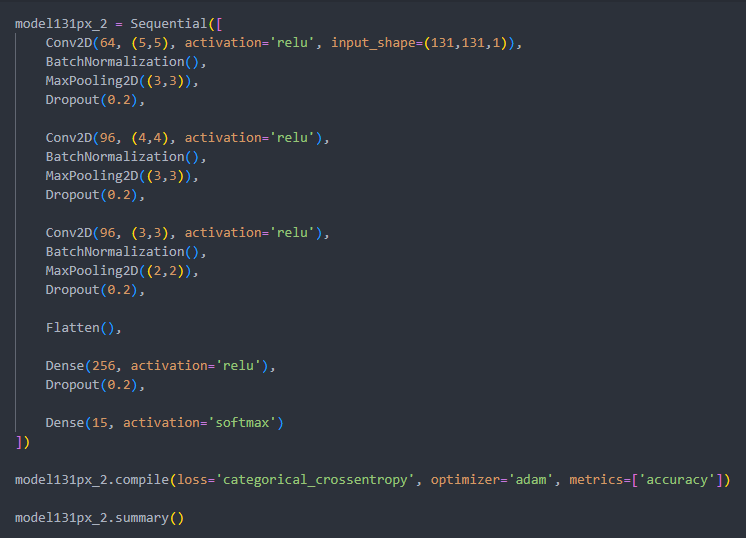 model131px_2 = Sequential([
    Conv2D(64, (5,5), activation='relu', input_shape=(131,131,1)),
    BatchNormalization(),
    MaxPooling2D((3,3)),
    Dropout(0.2),

    Conv2D(96, (4,4), activation='relu'),
    BatchNormalization(),
    MaxPooling2D((3,3)),
    Dropout(0.2),

    Conv2D(96, (3,3), activation='relu'),
    BatchNormalization(),
    MaxPooling2D((2,2)),
    Dropout(0.2),

    Flatten(),

    Dense(256, activation='relu'),
    Dropout(0.2),

    Dense(15, activation='softmax')
])

model131px_2.compile(loss='categorical_crossentropy', optimizer='adam', metrics=['accuracy'])

model131px_2.summary()